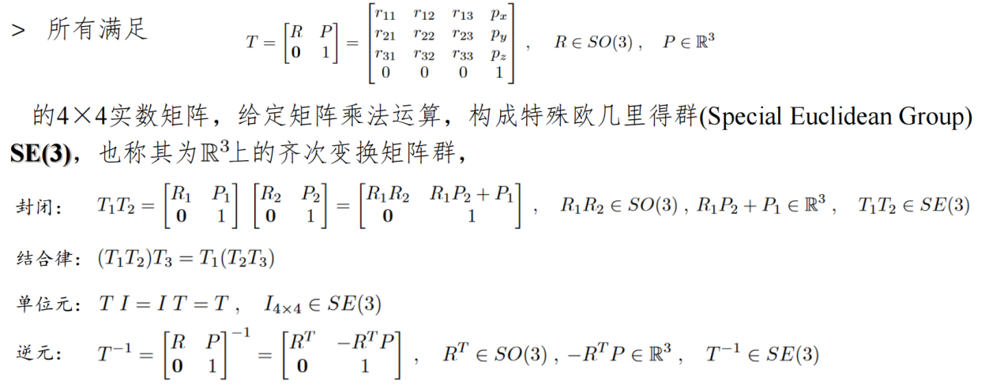 > 所有满足 $T = \begin{bmatrix} R & P \\ \mathbf{0} & 1 \end{bmatrix} = \begin{bmatrix} r_{11} & r_{12} & r_{13} & p_x \\ r_{21} & r_{22} & r_{23} & p_y \\ r_{31} & r_{32} & r_{33} & p_z \\ 0 & 0 & 0 & 1 \end{bmatrix}, \quad R \in SO(3), \quad P \in \mathbb{R}^3$
的4×4实数矩阵，给定矩阵乘法运算，构成特殊欧几里得群(Special Euclidean Group)
SE(3)，也称其为$\mathbb{R}^3$上的齐次变换矩阵群，
封闭： $T_1T_2 = \begin{bmatrix} R_1 & P_1 \\ \mathbf{0} & 1 \end{bmatrix} \begin{bmatrix} R_2 & P_2 \\ \mathbf{0} & 1 \end{bmatrix} = \begin{bmatrix} R_1R_2 & R_1P_2 + P_1 \\ \mathbf{0} & 1 \end{bmatrix}, \quad R_1R_2 \in SO(3), R_1P_2 + P_1 \in \mathbb{R}^3, \quad T_1T_2 \in SE(3)$
结合律： $(T_1T_2)T_3 = T_1(T_2T_3)$
单位元： $T\,I = I\,T = T, \quad I_{4\times4} \in SE(3)$
逆元： $T^{-1} = \begin{bmatrix} R & P \\ \mathbf{0} & 1 \end{bmatrix}^{-1} = \begin{bmatrix} R^T & -R^TP \\ \mathbf{0} & 1 \end{bmatrix}, \quad R^T \in SO(3), -R^TP \in \mathbb{R}^3, \quad T^{-1} \in SE(3)$